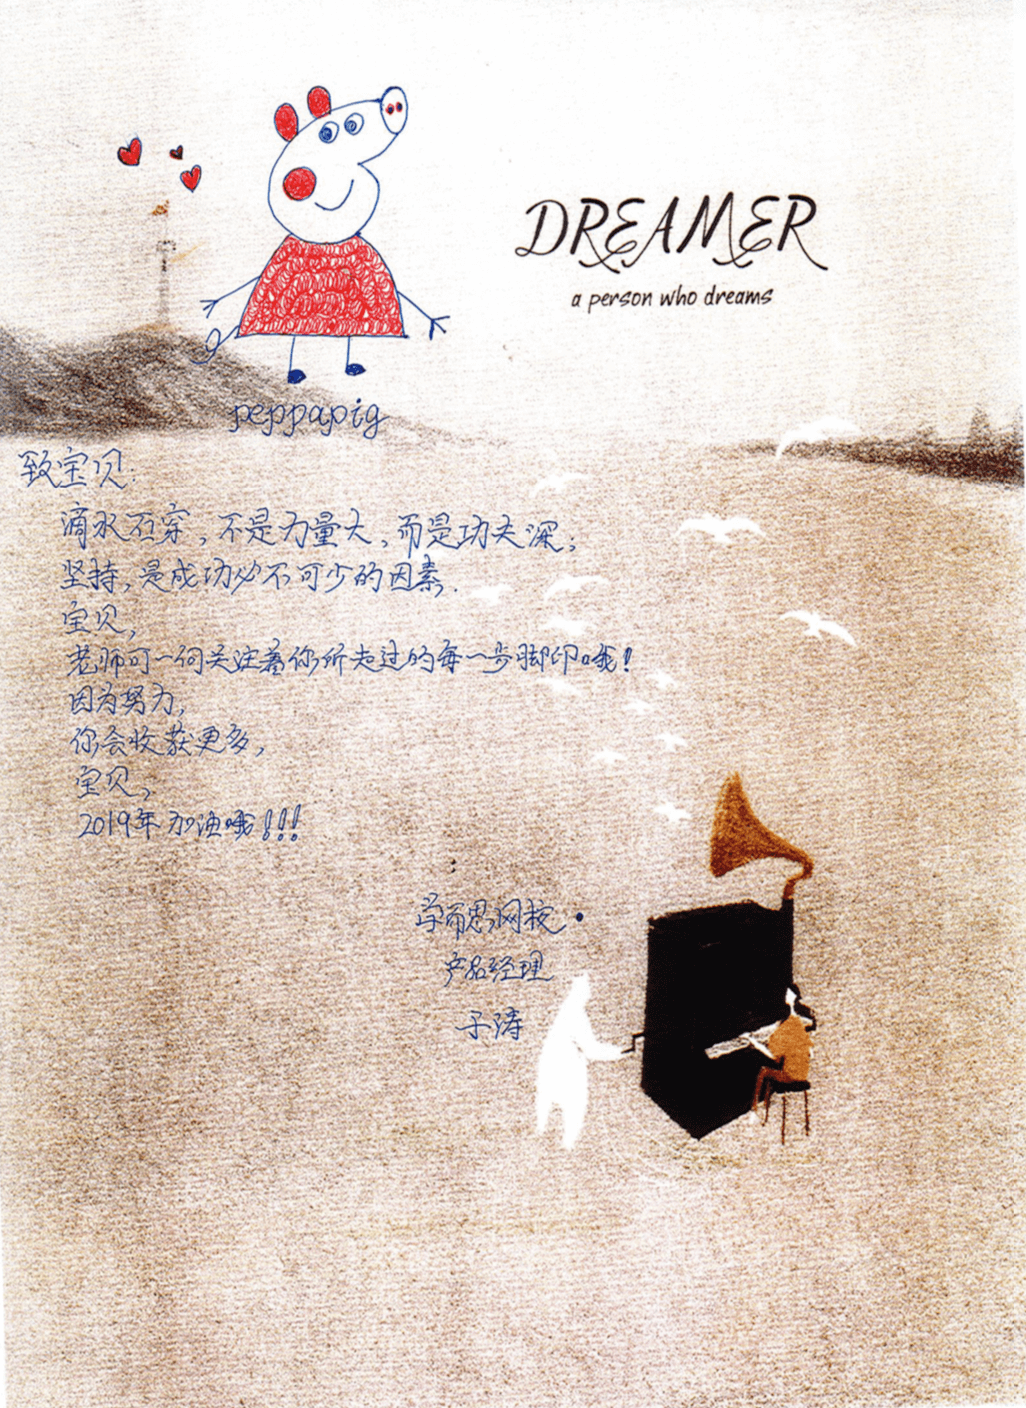 DREAMER
a person who dreams
peppapig
致宝贝:
滴水石穿,不是力量大,而是功夫深;
坚持,是成功必不可少的因素.
宝贝,
老师可一向关注着你所走过的每一步脚印哦!
因为努力,
你会收获更多,
宝贝,
2019年加油哦!!!
学而思网校·
产品经理
子涛